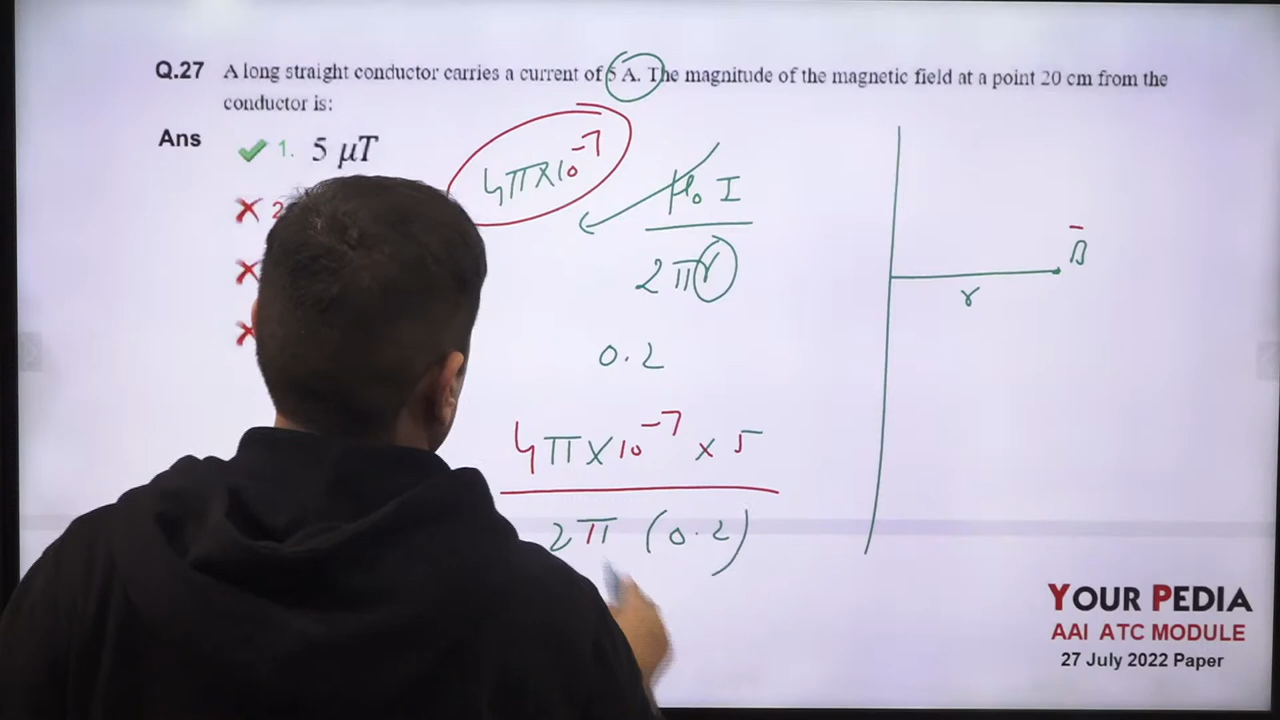 Q.27 A long straight conductor carries a current of 5 A. The magnitude of the magnetic field at a point 20 cm from the
conductor is:
Ans
1. 5 μT
2
4π×10⁻⁷
μ₀ I
2πr
B
r
0.2
4π×10⁻⁷ × 5
2π (0.2)
YOUR PEDIA
AAI ATC MODULE
27 July 2022 Paper